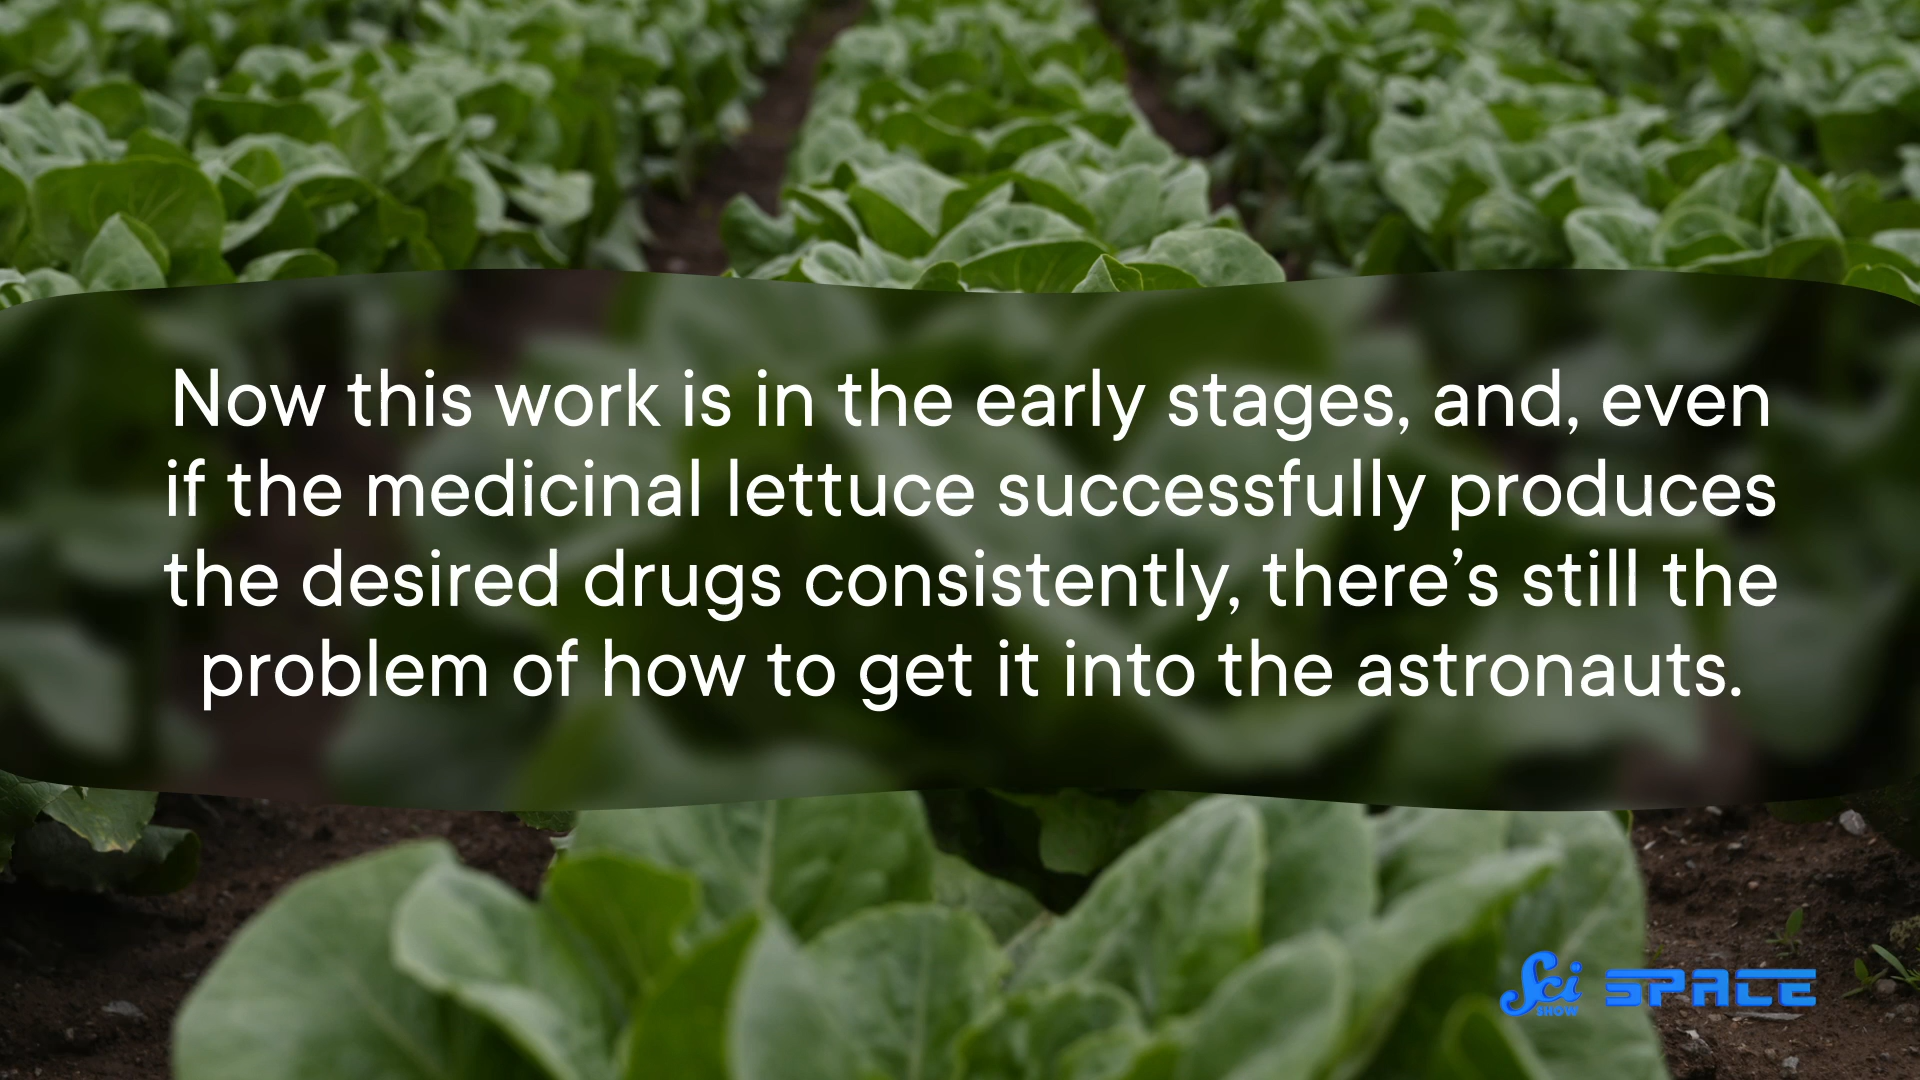 Now this work is in the early stages, and, even
if the medicinal lettuce successfully produces
the desired drugs consistently, there’s still the
problem of how to get it into the astronauts.
Sci SPACE
SHOW